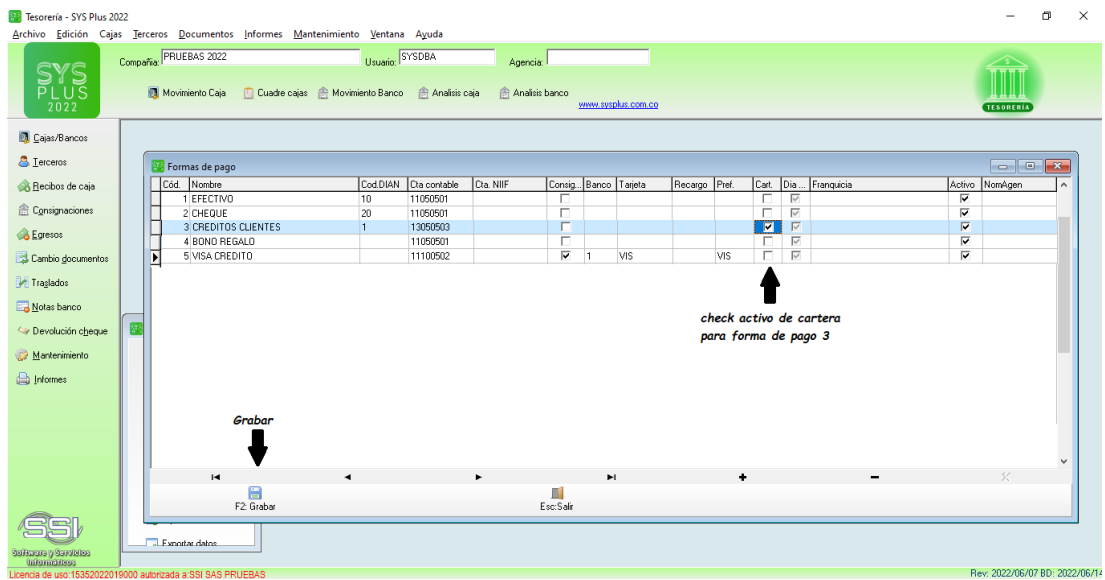 Tesorería - SYS Plus 2022
Archivo Edición Cajas Terceros Documentos Informes Mantenimiento Ventana Ayuda
SYS
PLUS
2022
Compañia: PRUEBAS 2022 Usuario: SYSDBA Agencia:
Movimiento Caja Cuadre cajas Movimiento Banco Analisis caja Analisis banco
www.sysplus.com.co
TESORERÍA
Cajas/Bancos
Terceros
Recibos de caja
Consignaciones
Egresos
Cambio documentos
Traslados
Notas banco
Devolución cheque
Mantenimiento
Informes
Formas de pago
Cód. Nombre Cod.DIAN Cta contable Cta. NIIF Consig... Banco Tarjeta Recargo Pref. Cart. Dia ... Franquicia Activo NomAgen
1 EFECTIVO 10 11050501
2 CHEQUE 20 11050501
3 CREDITOS CLIENTES 1 13050503
4 BONO REGALO 11050501
5 VISA CREDITO 11100502 1 VIS VIS
check activo de cartera
para forma de pago 3
Grabar
F2: Grabar Esc:Salir
Exportar datos
SSI
Software y Servicios
Informáticos
Licencia de uso:15352022019000 autorizada a:SSI SAS PRUEBAS
Rev: 2022/06/07 BD: 2022/06/14